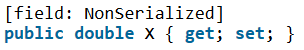 [field: NonSerialized]
public double X { get; set; }